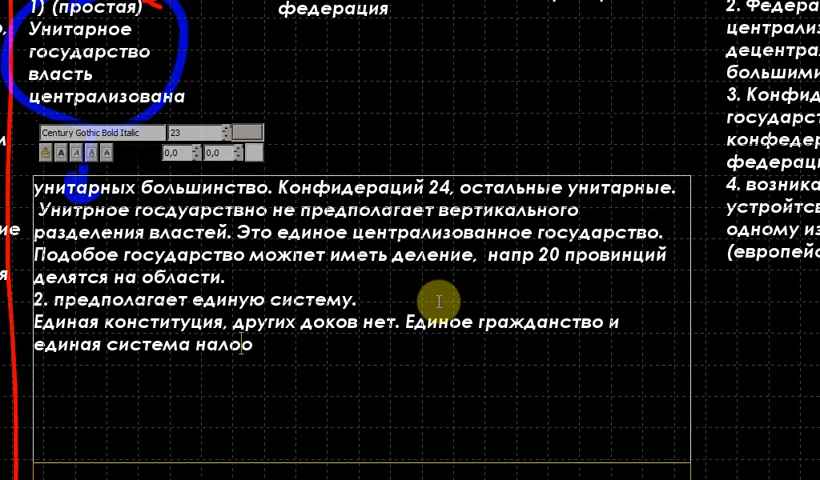 1) (простая)
Унитарное
государство
власть
централизована
федерация
Century Gothic Bold Italic
23
A A A A
0,0
0,0
унитарных большинство. Конфидераций 24, остальные унитарные.
Унитрное госдуарствно не предполагает вертикального
разделения властей. Это единое централизованное государство.
Подобое государство можпет иметь деление, напр 20 провинций
делятся на области.
2. предполагает единую систему.
Единая конституция, других доков нет. Единое гражданство и
единая система налоо
2. Федера
централиз
децентра
большими
3. Конфид
государст
конфедер
федерац
4. возника
устройтсв
одному из
(европейс